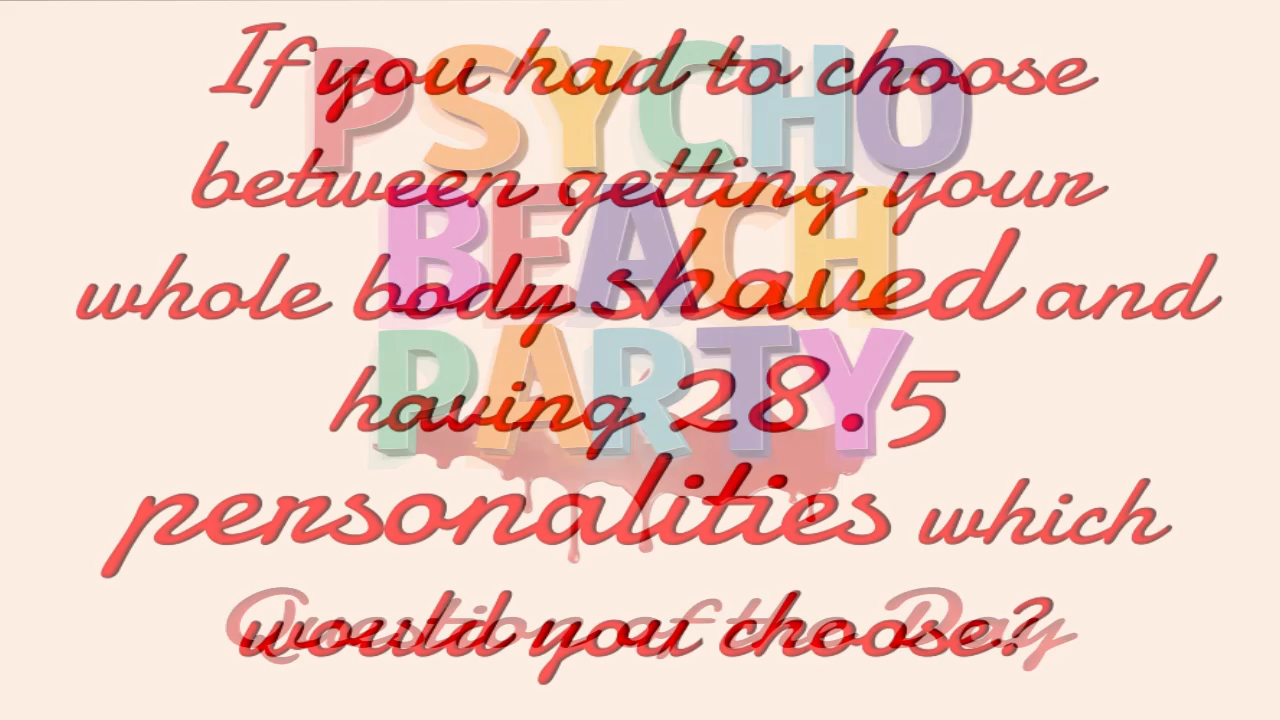 If you had to choose
between getting your
whole body shaved and
having 28.5
personalities which
would you choose?
PSYCHO
BEACH
PARTY
Question of the Day